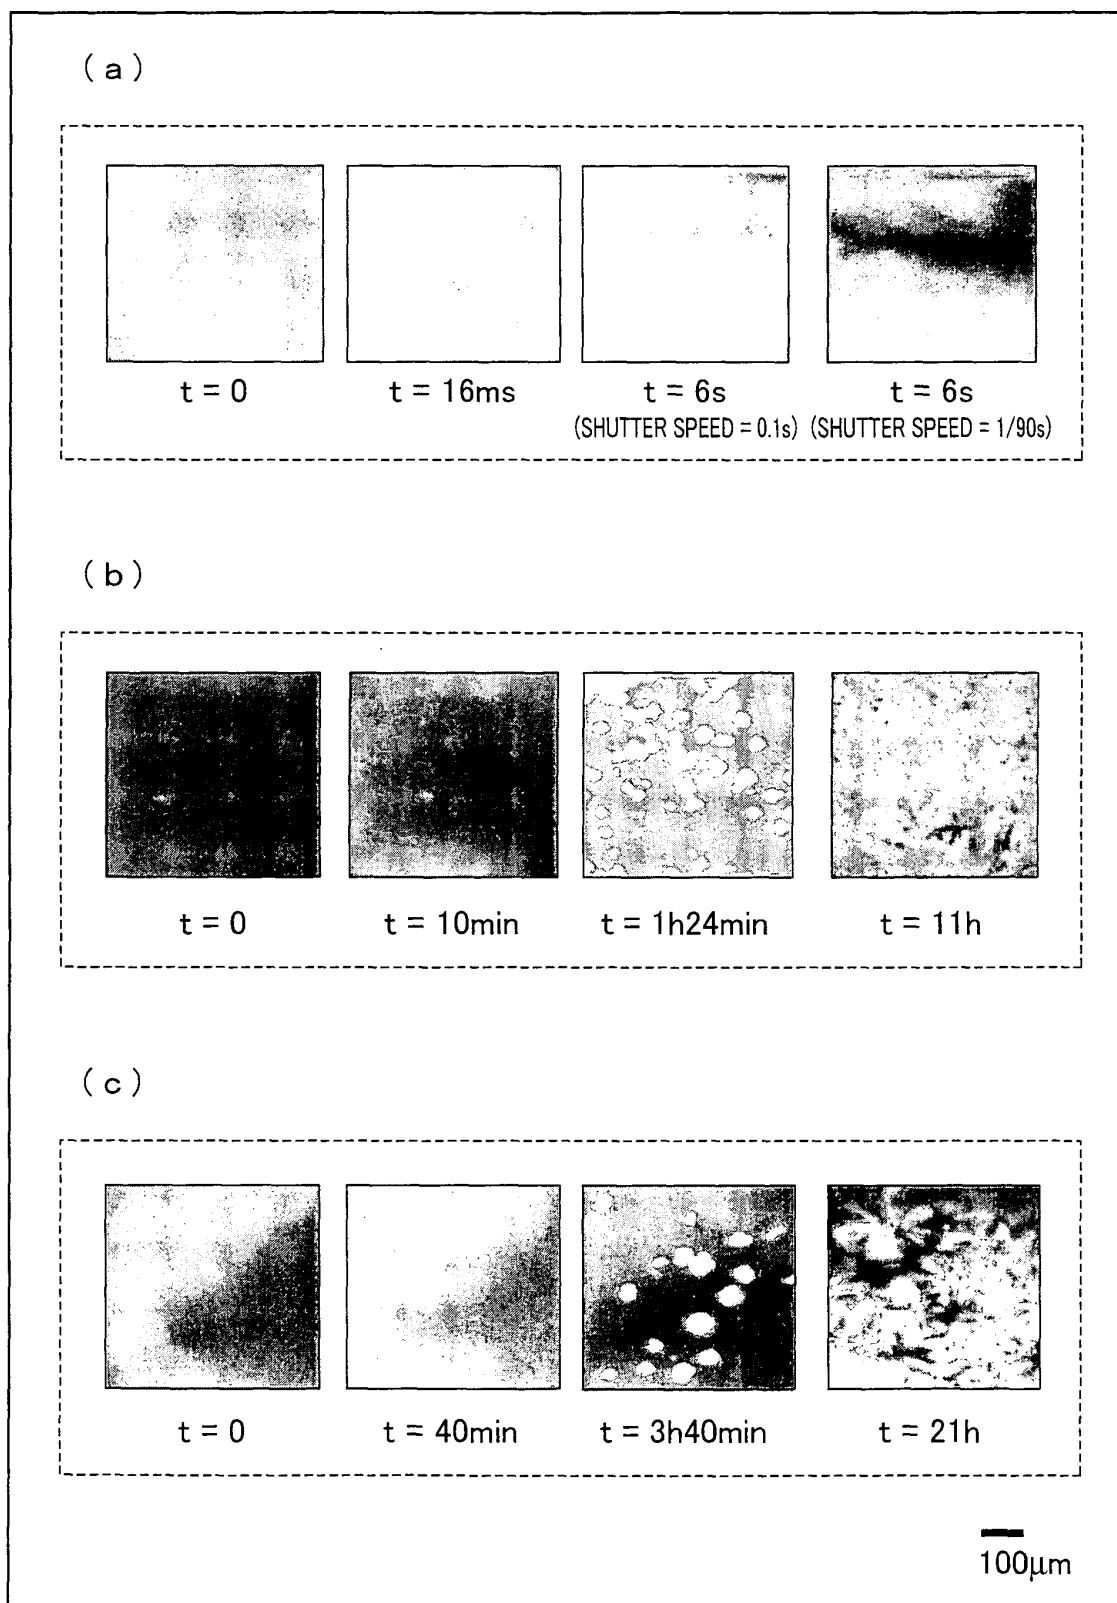 (a)
t = 0
t = 16ms
t = 6s
t = 6s
(SHUTTER SPEED = 0.1s) (SHUTTER SPEED = 1/90s)
(b)
t = 0
t = 10min
t = 1h24min
t = 11h
(c)
t = 0
t = 40min
t = 3h40min
t = 21h
100μm